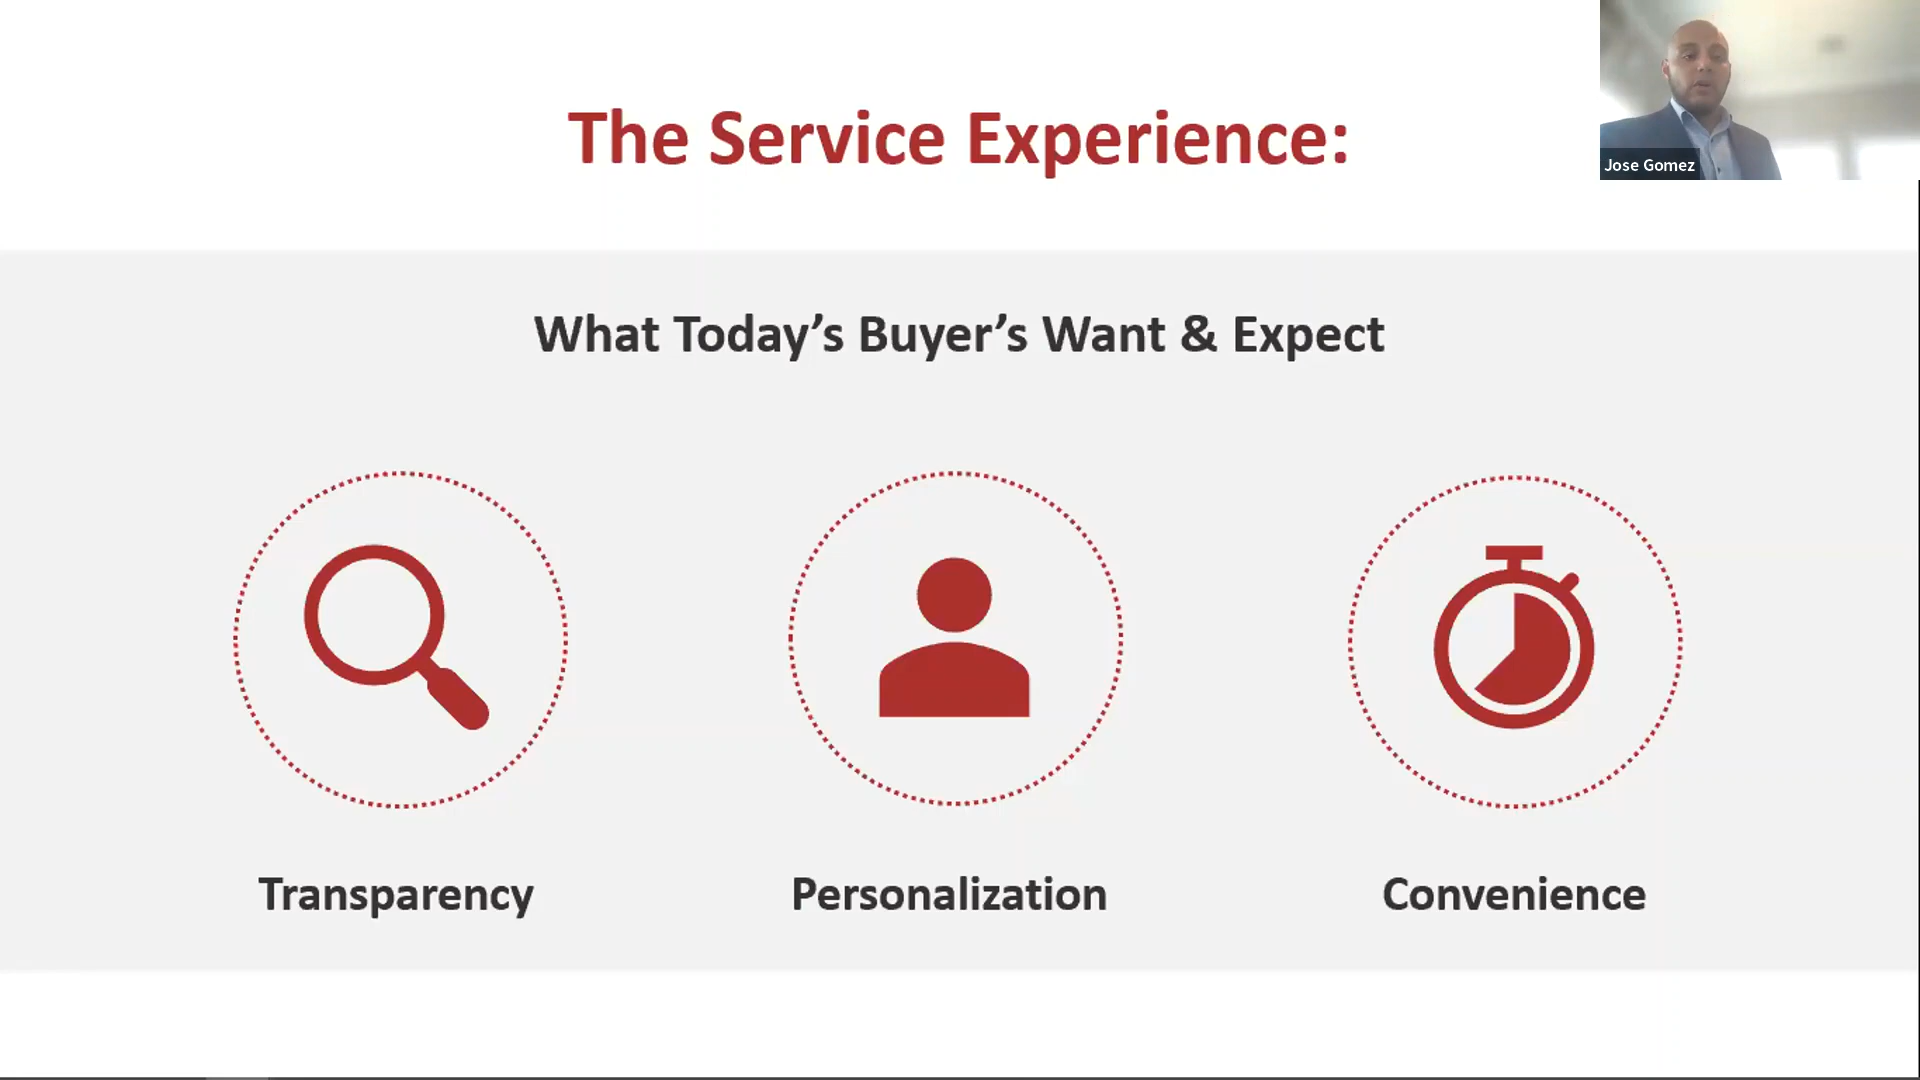 The Service Experience:
Jose Gomez
What Today’s Buyer’s Want & Expect
Transparency
Personalization
Convenience